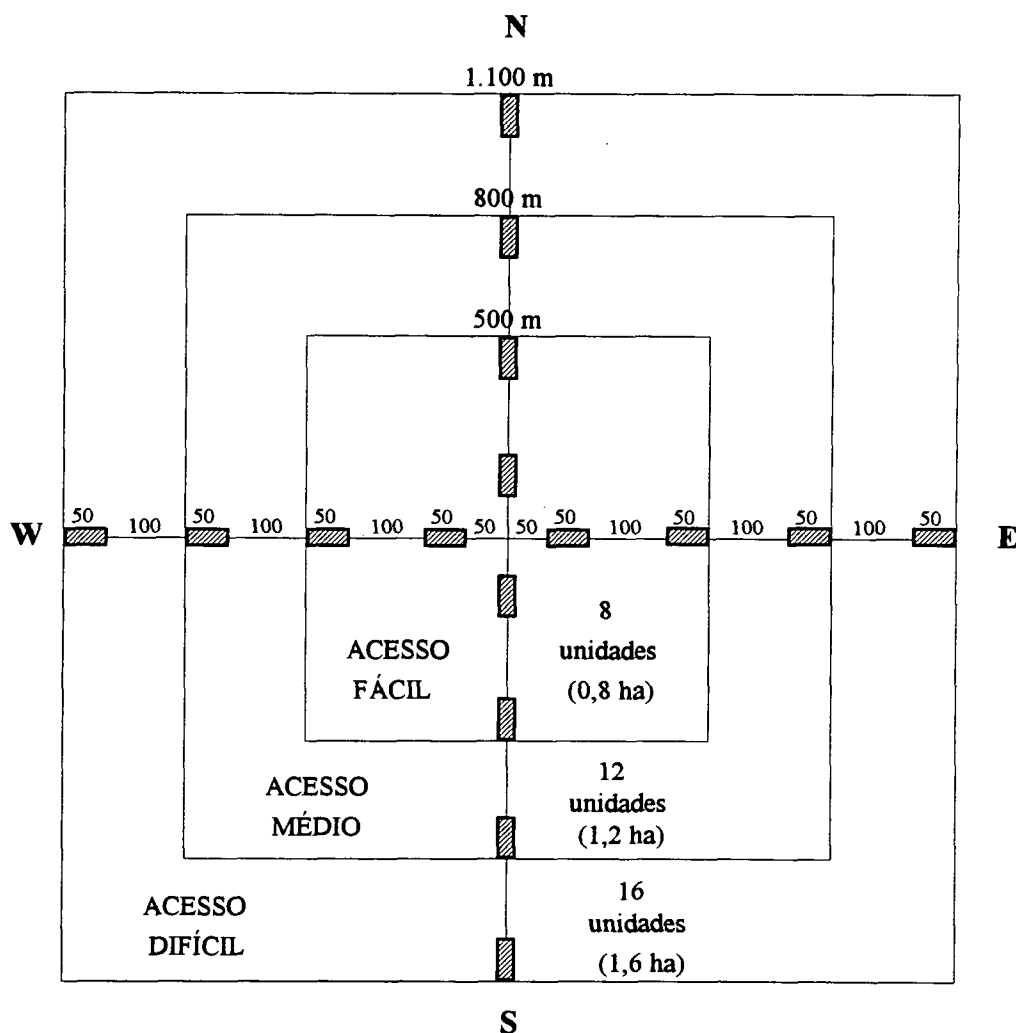 N
1.100 m
800 m
500 m
W
50
100
50
100
50
100
50
50
50
50
100
50
100
50
100
50
E
ACESSO
FÁCIL
8
unidades
(0,8 ha)
ACESSO
MÉDIO
12
unidades
(1,2 ha)
ACESSO
DIFÍCIL
16
unidades
(1,6 ha)
S